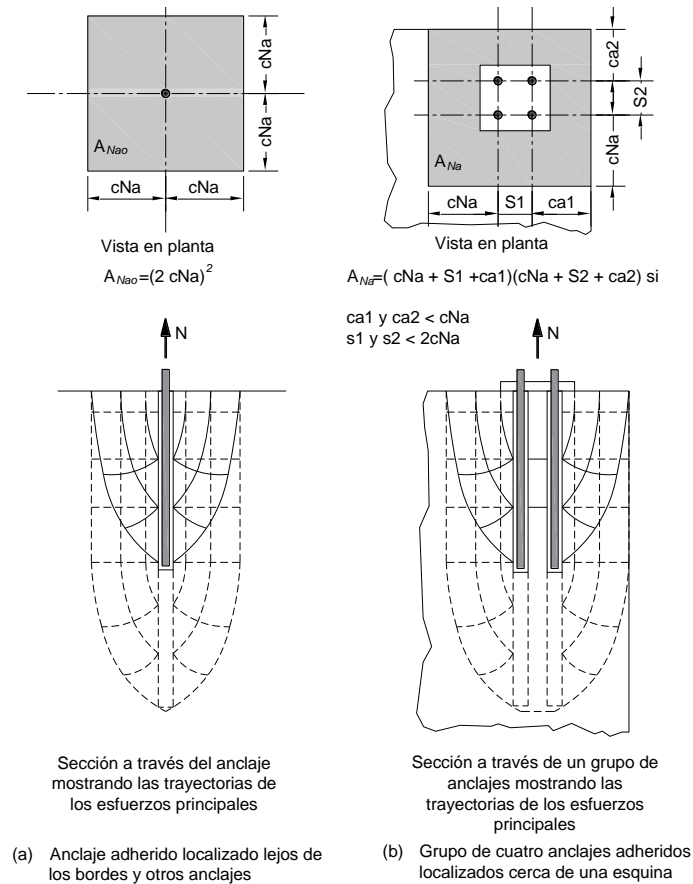 cNa
cNa
A_Nao
cNa
cNa
Vista en planta
A_Nao=(2 cNa)²
ca2
S2
cNa
A_Na
cNa
S1
ca1
Vista en planta
A_Na=( cNa + S1 +ca1)(cNa + S2 + ca2) si
ca1 y ca2 < cNa
s1 y s2 < 2cNa
N
N
Sección a través del anclaje
mostrando las trayectorias de
los esfuerzos principales
(a) Anclaje adherido localizado lejos de
los bordes y otros anclajes
Sección a través de un grupo de
anclajes mostrando las
trayectorias de los esfuerzos
principales
(b) Grupo de cuatro anclajes adheridos
localizados cerca de una esquina